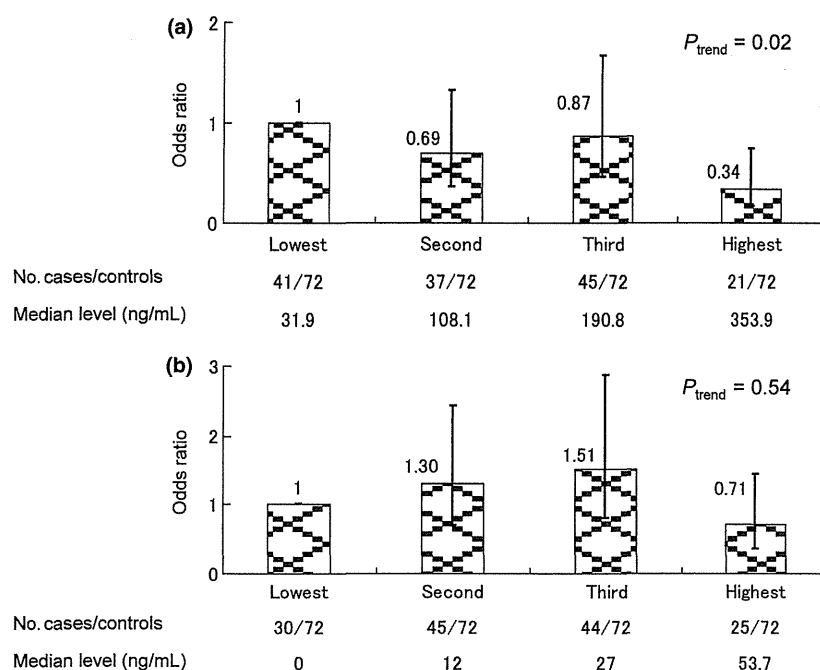 (a)
P trend = 0.02
Odds ratio
2
1
0
1
0.69
0.87
0.34
Lowest Second Third Highest
No. cases/controls 41/72 37/72 45/72 21/72
Median level (ng/mL) 31.9 108.1 190.8 353.9
(b)
P trend = 0.54
Odds ratio
3
2
1
0
1
1.30
1.51
0.71
Lowest Second Third Highest
No. cases/controls 30/72 45/72 44/72 25/72
Median level (ng/mL) 0 12 27 53.7